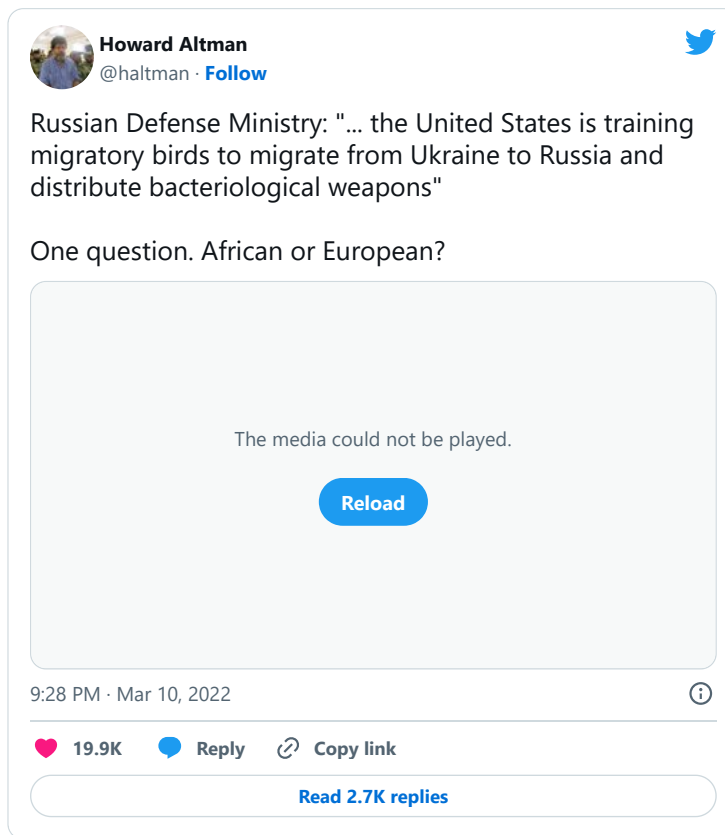 Howard Altman
@haltman · Follow
Russian Defense Ministry: "... the United States is training
migratory birds to migrate from Ukraine to Russia and
distribute bacteriological weapons"
One question. African or European?
The media could not be played.
Reload
9:28 PM · Mar 10, 2022
19.9K Reply Copy link
Read 2.7K replies